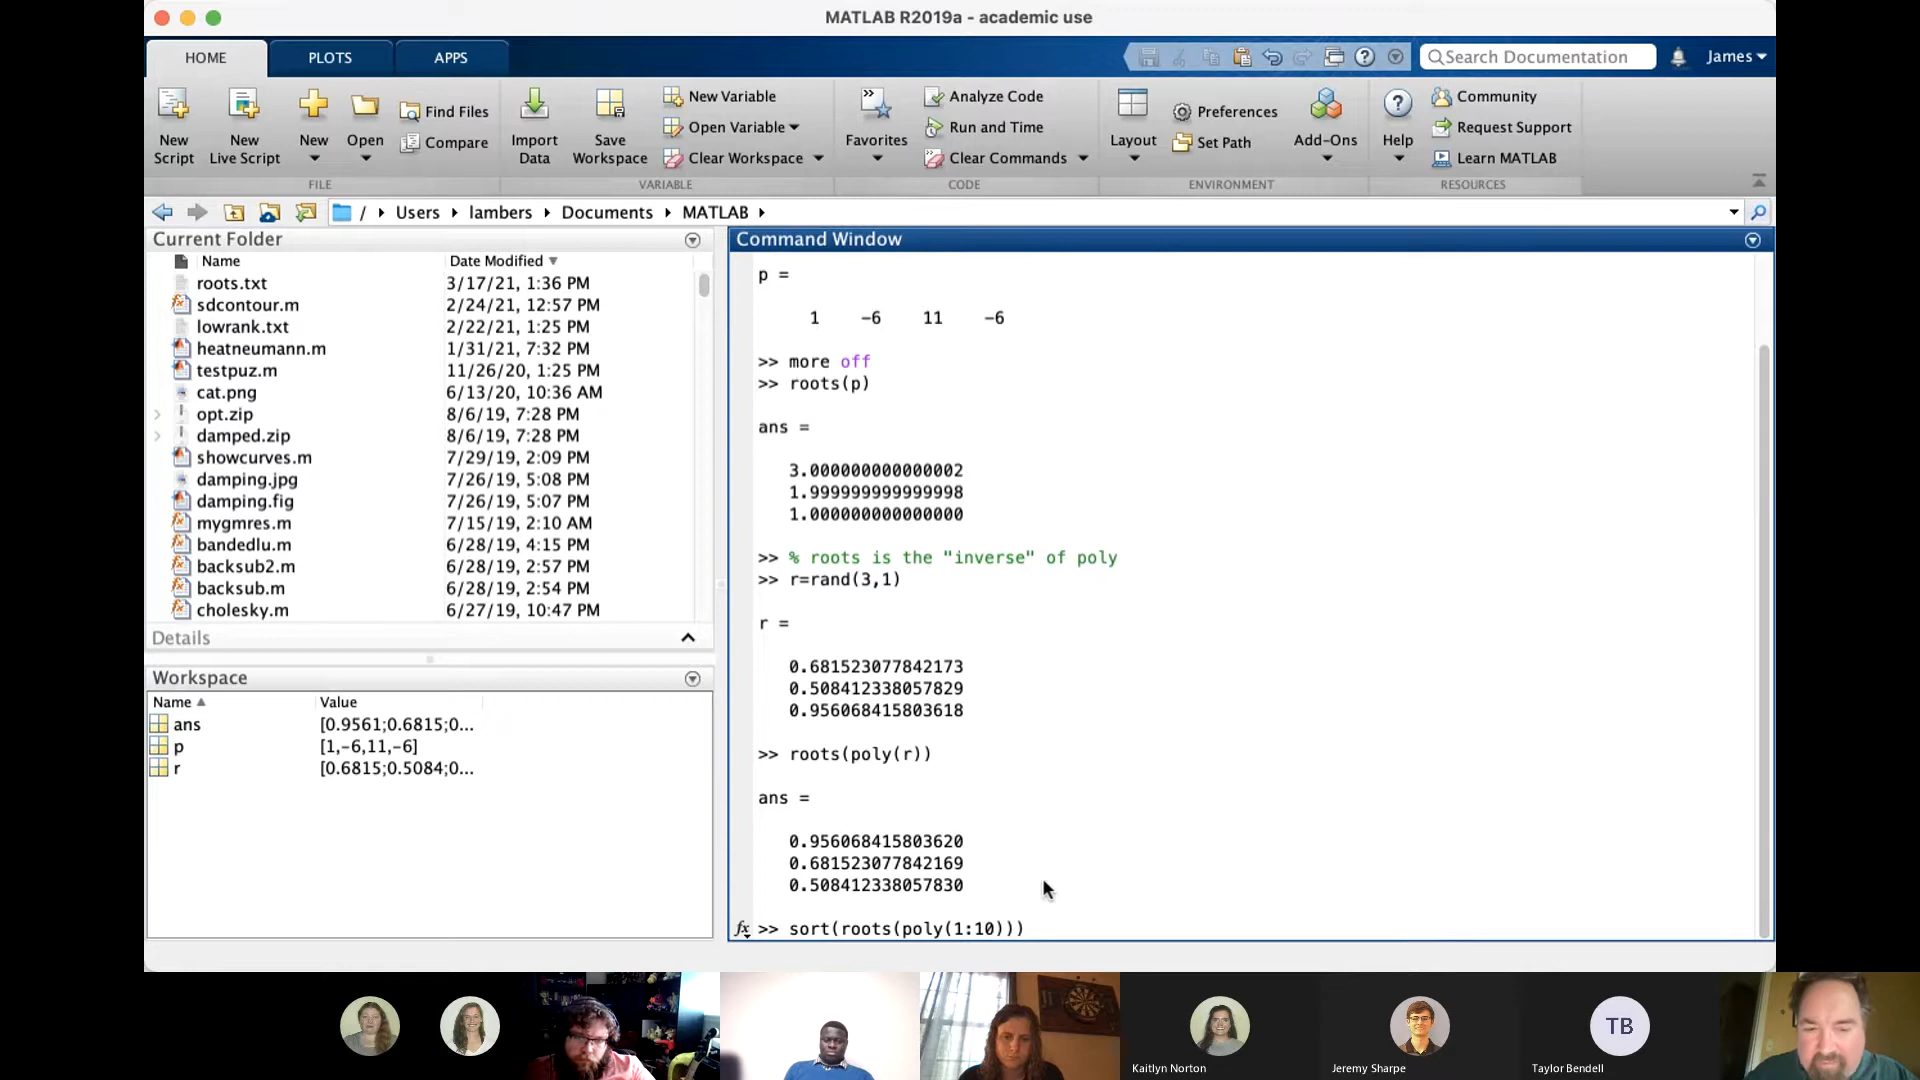 MATLAB R2019a - academic use
HOME PLOTS APPS
Search Documentation James
New Script
New Live Script
New
Open
Find Files
Compare
Import Data
Save Workspace
New Variable
Open Variable
Clear Workspace
Favorites
Analyze Code
Run and Time
Clear Commands
Layout
Preferences
Set Path
Add-Ons
Help
Community
Request Support
Learn MATLAB
FILE VARIABLE CODE ENVIRONMENT RESOURCES
/ Users lambers Documents MATLAB
Current Folder
Name Date Modified
roots.txt 3/17/21, 1:36 PM
sdcontour.m 2/24/21, 12:57 PM
lowrank.txt 2/22/21, 1:25 PM
heatneumann.m 1/31/21, 7:32 PM
testpuz.m 11/26/20, 1:25 PM
cat.png 6/13/20, 10:36 AM
opt.zip 8/6/19, 7:28 PM
damped.zip 8/6/19, 7:28 PM
showcurves.m 7/29/19, 2:09 PM
damping.jpg 7/26/19, 5:08 PM
damping.fig 7/26/19, 5:07 PM
mygmres.m 7/15/19, 2:10 AM
bandedlu.m 6/28/19, 4:15 PM
backsub2.m 6/28/19, 2:57 PM
backsub.m 6/28/19, 2:54 PM
cholesky.m 6/27/19, 10:47 PM
Details
Workspace
Name Value
ans [0.9561;0.6815;0...
p [1,-6,11,-6]
r [0.6815;0.5084;0...
Command Window
p =
1 -6 11 -6
>> more off
>> roots(p)
ans =
3.000000000000002
1.999999999999998
1.000000000000000
>> % roots is the "inverse" of poly
>> r=rand(3,1)
r =
0.681523077842173
0.508412338057829
0.956068415803618
>> roots(poly(r))
ans =
0.956068415803620
0.681523077842169
0.508412338057830
fx >> sort(roots(poly(1:10)))
TB
Kaitlyn Norton
Jeremy Sharpe
Taylor Bendell